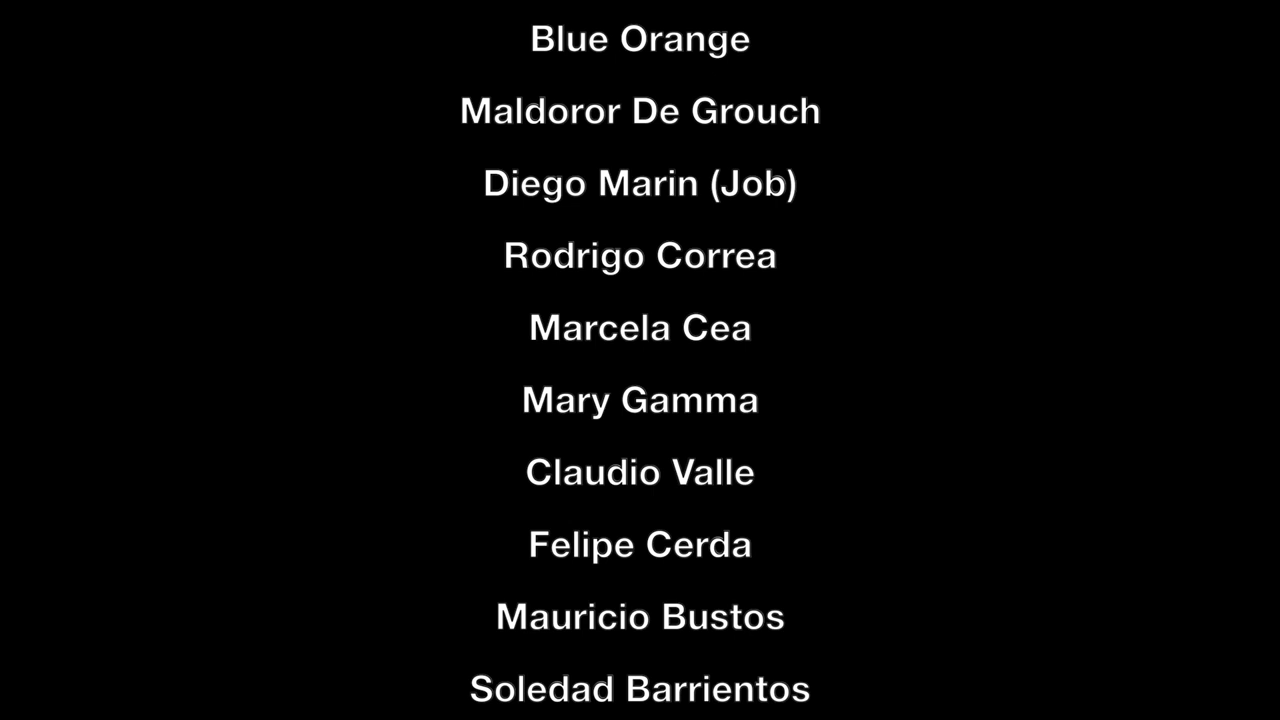 Blue Orange
Maldoror De Grouch
Diego Marin (Job)
Rodrigo Correa
Marcela Cea
Mary Gamma
Claudio Valle
Felipe Cerda
Mauricio Bustos
Soledad Barrientos